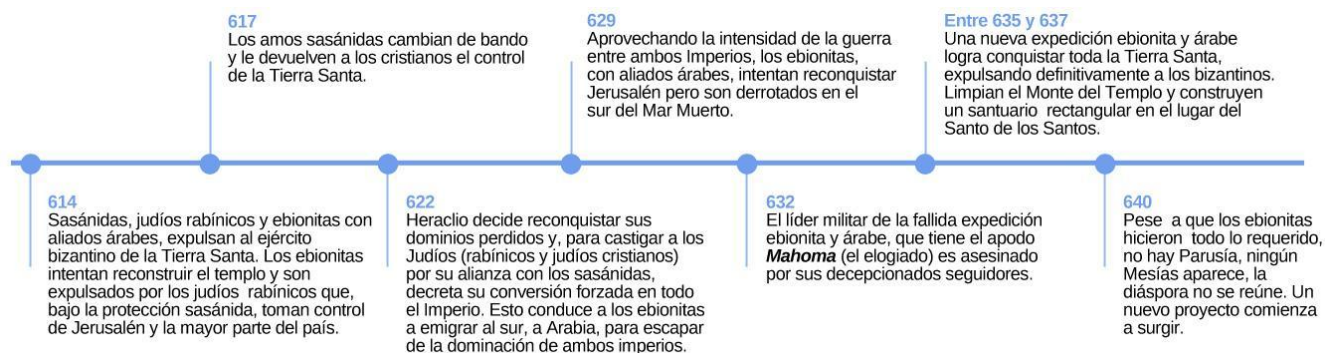 617
Los amos sasánidas cambian de bando
y le devuelven a los cristianos el control
de la Tierra Santa.
629
Aprovechando la intensidad de la guerra
entre ambos Imperios, los ebionitas,
con aliados árabes, intentan reconquistar
Jerusalén pero son derrotados en el
sur del Mar Muerto.
Entre 635 y 637
Una nueva expedición ebionita y árabe
logra conquistar toda la Tierra Santa,
expulsando definitivamente a los bizantinos.
Limpian el Monte del Templo y construyen
un santuario rectangular en el lugar del
Santo de los Santos.
614
Sasánidas, judíos rabínicos y ebionitas con
aliados árabes, expulsan al ejército
bizantino de la Tierra Santa. Los ebionitas
intentan reconstruir el templo y son
expulsados por los judíos rabínicos que,
bajo la protección sasánida, toman control
de Jerusalén y la mayor parte del país.
622
Heraclio decide reconquistar sus
dominios perdidos y, para castigar a los
Judíos (rabínicos y judíos cristianos)
por su alianza con los sasánidas,
decreta su conversión forzada en todo
el Imperio. Esto conduce a los ebionitas
a emigrar al sur, a Arabia, para escapar
de la dominación de ambos imperios.
632
El líder militar de la fallida expedición
ebionita y árabe, que tiene el apodo
Mahoma (el elogiado) es asesinado
por sus decepcionados seguidores.
640
Pese a que los ebionitas
hicieron todo lo requerido,
no hay Parusía, ningún
Mesías aparece, la
diáspora no se reúne. Un
nuevo proyecto comienza
a surgir.